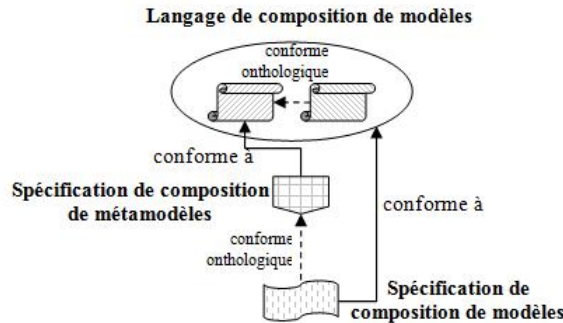 Langage de composition de modèles
conforme
onthologique
conforme à
Spécification de composition
de métamodèles
conforme à
conforme
onthologique
Spécification de
composition de modèles